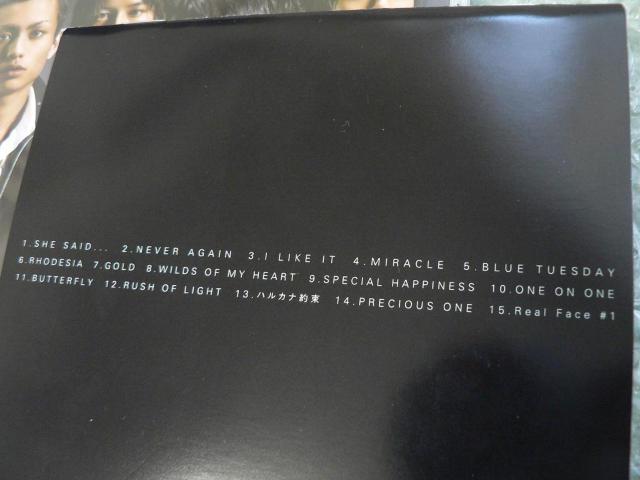 1.SHE SAID... 2.NEVER AGAIN 3.I LIKE IT 4.MIRACLE 5.BLUE TUESDAY
6.RHODESIA 7.GOLD 8.WILDS OF MY HEART 9.SPECIAL HAPPINESS 10.ONE ON ONE
11.BUTTERFLY 12.RUSH OF LIGHT 13.ハルカナ約束 14.PRECIOUS ONE 15.Real Face #1